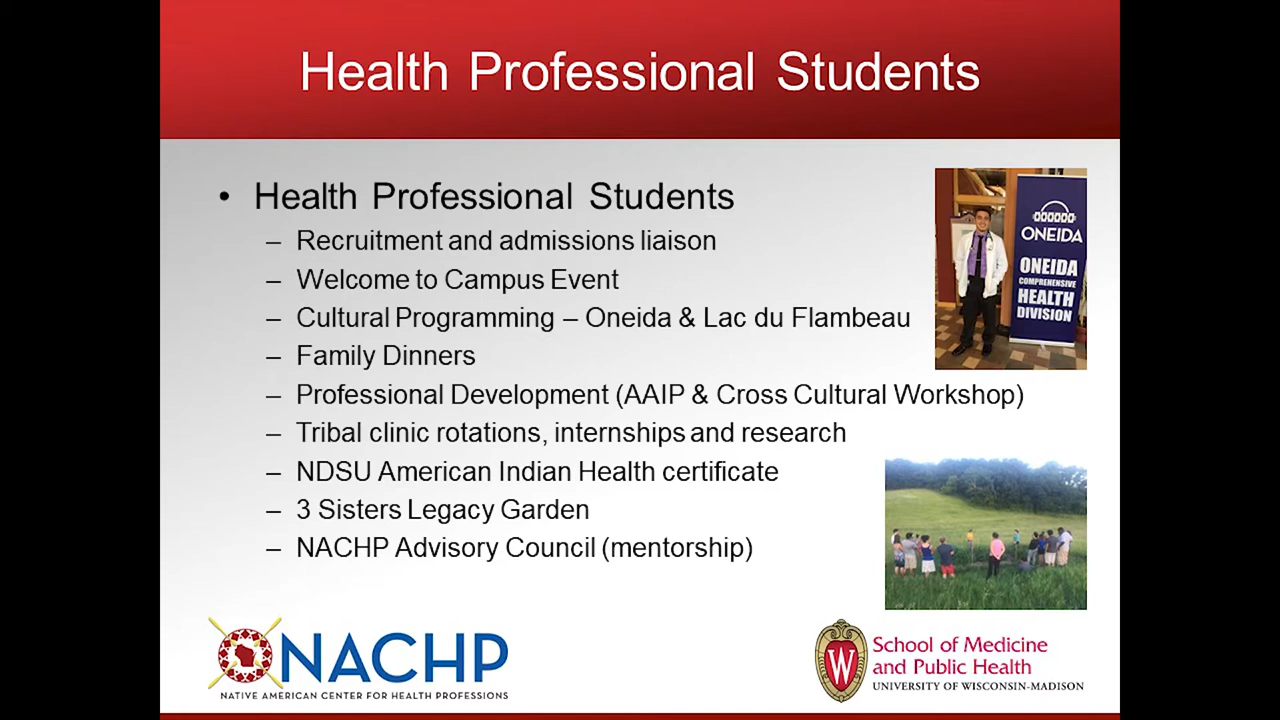 Health Professional Students
• Health Professional Students
– Recruitment and admissions liaison
– Welcome to Campus Event
– Cultural Programming – Oneida & Lac du Flambeau
– Family Dinners
– Professional Development (AAIP & Cross Cultural Workshop)
– Tribal clinic rotations, internships and research
– NDSU American Indian Health certificate
– 3 Sisters Legacy Garden
– NACHP Advisory Council (mentorship)
ONEIDA
ONEIDA
COMPREHENSIVE
HEALTH
DIVISION
NACHP
NATIVE AMERICAN CENTER FOR HEALTH PROFESSIONS
W
School of Medicine
and Public Health
UNIVERSITY OF WISCONSIN-MADISON